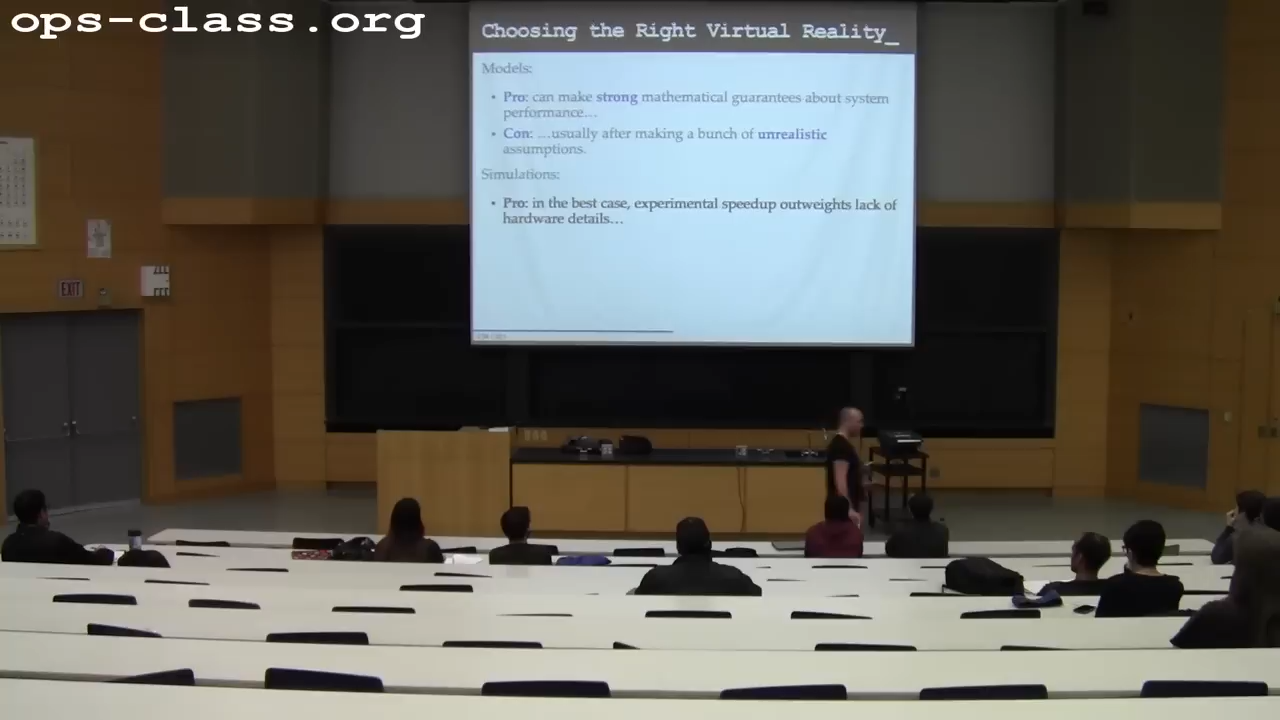 ops-class.org
Choosing the Right Virtual Reality_
Models:
• Pro: can make strong mathematical guarantees about system
performance...
• Con: ...usually after making a bunch of unrealistic
assumptions.
Simulations:
• Pro: in the best case, experimental speedup outweights lack of
hardware details...
EXIT